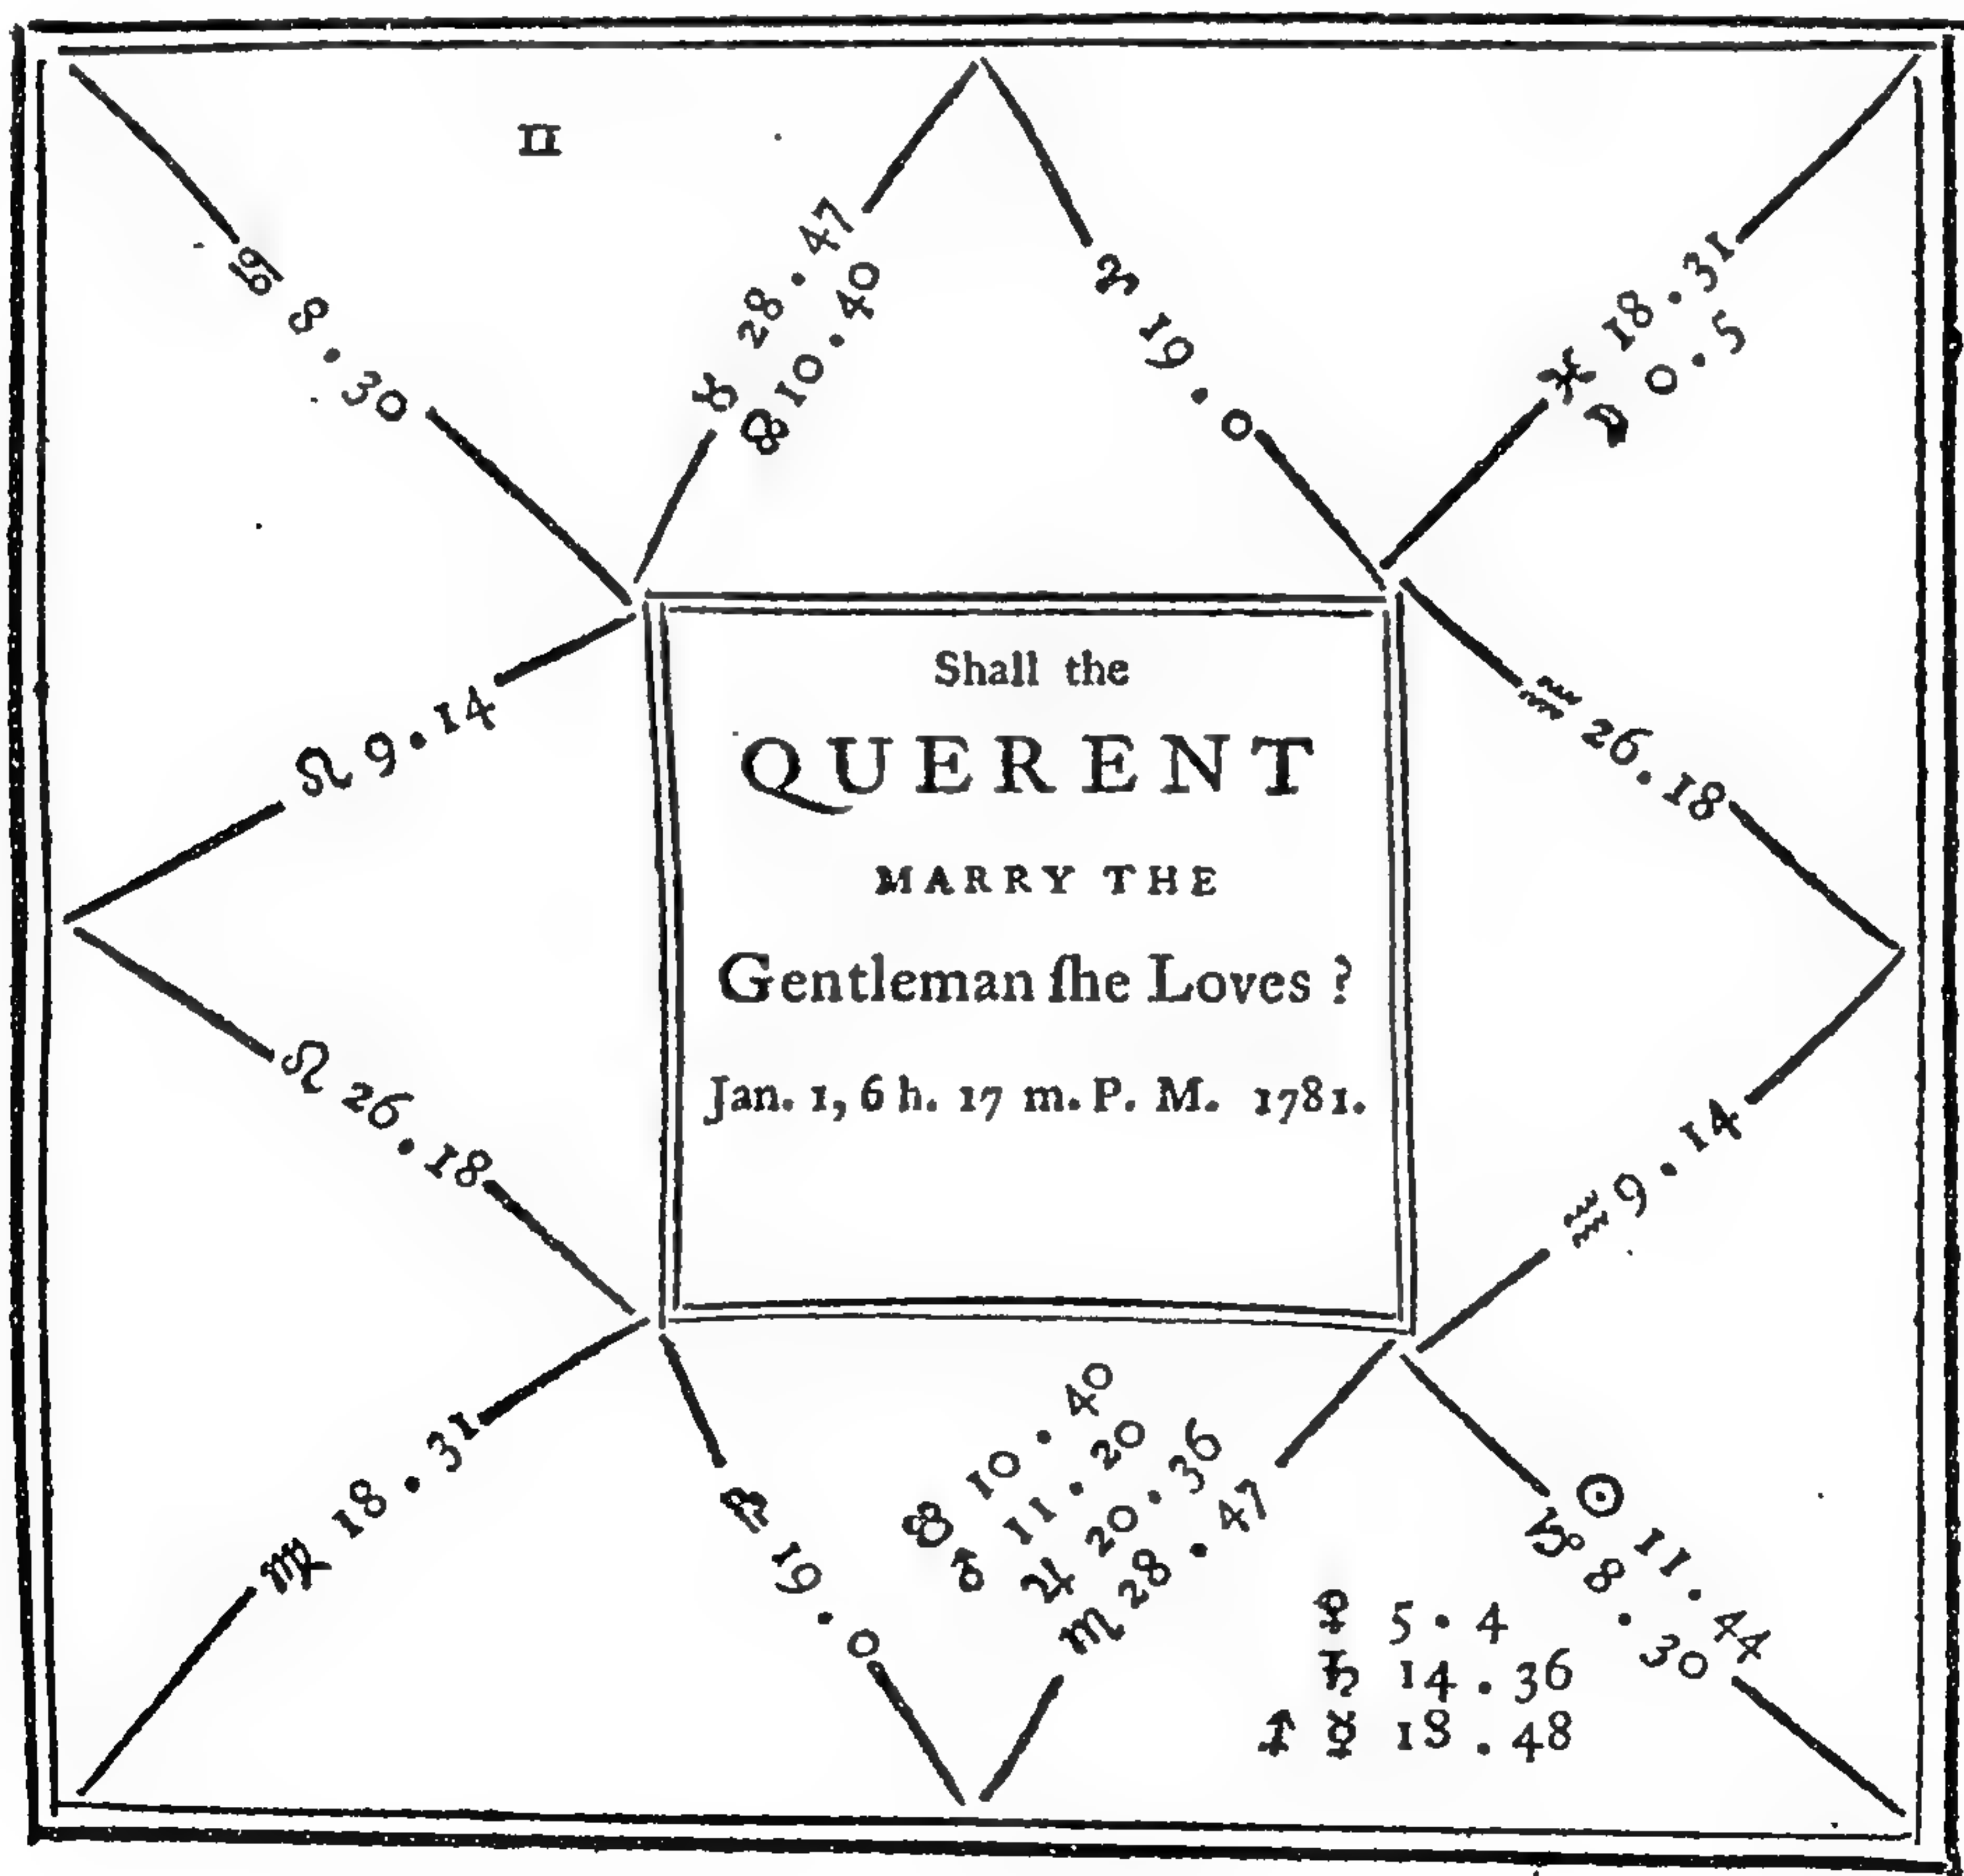 ♊
♋ 8 . 30
♉ 28 . 47
☊ 10 . 40
♈ 19 . 0
♓ 18 . 31
☽ 0 . 5
♌ 9 . 14
♒ 26 . 18
Shall the
QUERENT
MARRY THE
Gentleman ſhe Loves ?
Jan. 1, 6 h. 17 m. P. M. 1781.
♌ 26 . 18
♒ 9 . 14
♍ 18 . 31
♎ 19 . 0
☋ 10 . 40
♂ 11 . 20
♃ 20 . 36
♏ 28 . 47
☉ 11 . 44
♑ 8 . 30
♀ 5 . 4
♄ 14 . 36
♐ ☿ 18 . 48